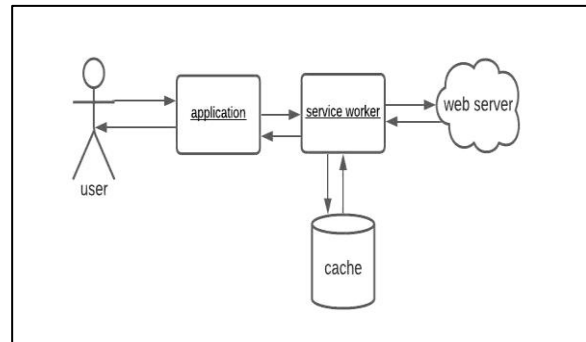 application
service worker
web server
user
cache